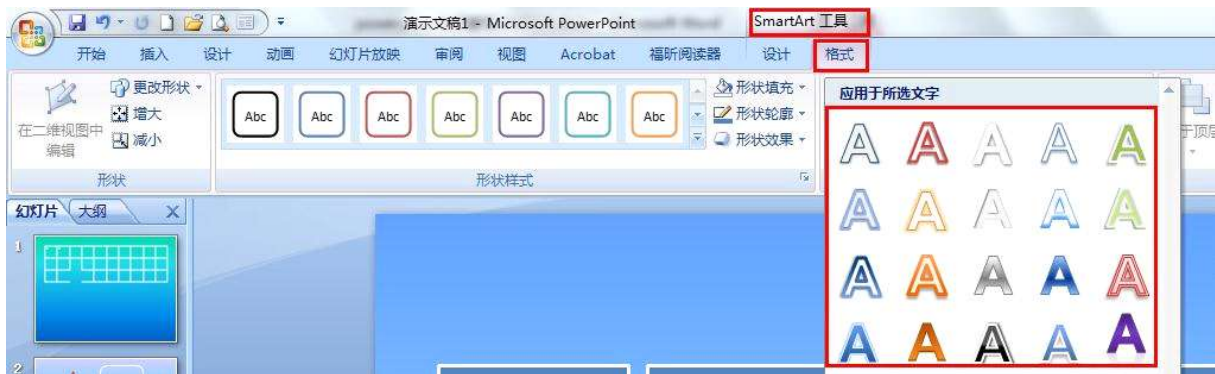 演示文稿1 - Microsoft PowerPoint
SmartArt 工具
开始 插入 设计 动画 幻灯片放映 审阅 视图 Acrobat 福昕阅读器 设计 格式
在二维视图中
编辑
更改形状
增大
减小
形状
Abc Abc Abc Abc Abc Abc Abc
形状填充
形状轮廓
形状效果
形状样式
应用于所选文字
A A A A A
A A A A A
A A A A A
A A A A A
于顶层
幻灯片 大纲 X
1
2